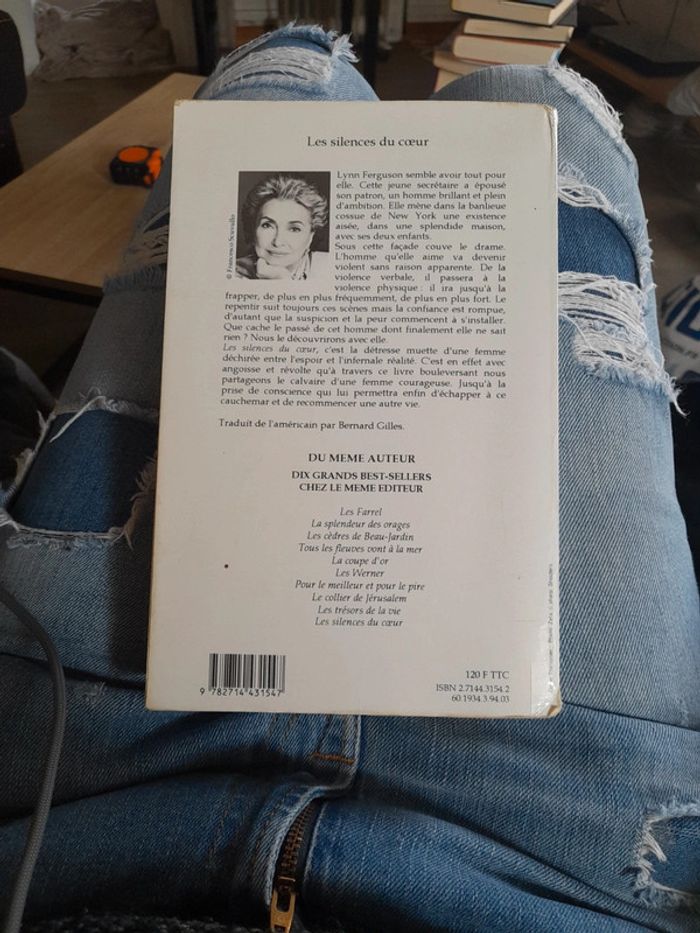 Les silences du cœur
© Francesco Scavullo
Lynn Ferguson semble avoir tout pour
elle. Cette jeune secrétaire a épousé
son patron, un homme brillant et plein
d'ambition. Elle mène dans la banlieue
cossue de New York une existence
aisée, dans une splendide maison,
avec ses deux enfants.
Sous cette façade couve le drame.
L'homme qu'elle aime va devenir
violent sans raison apparente. De la
violence verbale, il passera à la
violence physique : il ira jusqu'à la
frapper, de plus en plus fréquemment, de plus en plus fort. Le
repentir suit toujours ces scènes mais la confiance est rompue,
d'autant que la suspicion et la peur commencent à s'installer.
Que cache le passé de cet homme dont finalement elle ne sait
rien ? Nous le découvrirons avec elle.
Les silences du cœur, c'est la détresse muette d'une femme
déchirée entre l'espoir et l'infernale réalité. C'est en effet avec
angoisse et révolte qu'à travers ce livre bouleversant nous
partageons le calvaire d'une femme courageuse. Jusqu'à la
prise de conscience qui lui permettra enfin d'échapper à ce
cauchemar et de recommencer une autre vie.
Traduit de l'américain par Bernard Gilles.
DU MEME AUTEUR
DIX GRANDS BEST-SELLERS
CHEZ LE MEME EDITEUR
Les Farrel
La splendeur des orages
Les cèdres de Beau-Jardin
Tous les fleuves vont à la mer
La coupe d'or
Les Werner
Pour le meilleur et pour le pire
Le collier de Jérusalem
Les trésors de la vie
Les silences du cœur
9 782714 431547
120 F TTC
ISBN 2.7144.3154.2
60.1934.3.94.03